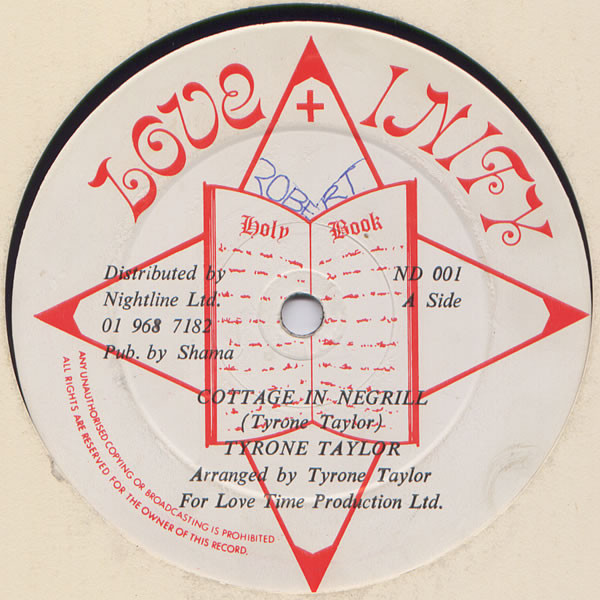 LOVE + INITY
ROBERT
Holy Book
Distributed by
Nightline Ltd.
01 968 7182
Pub. by Shama
ND 001
A Side
COTTAGE IN NEGRILL
(Tyrone Taylor)
TYRONE TAYLOR
Arranged by Tyrone Taylor
For Love Time Production Ltd.
ANY UNAUTHORISED COPYING OR BROADCASTING IS PROHIBITED
ALL RIGHTS ARE RESERVED FOR THE OWNER OF THIS RECORD.